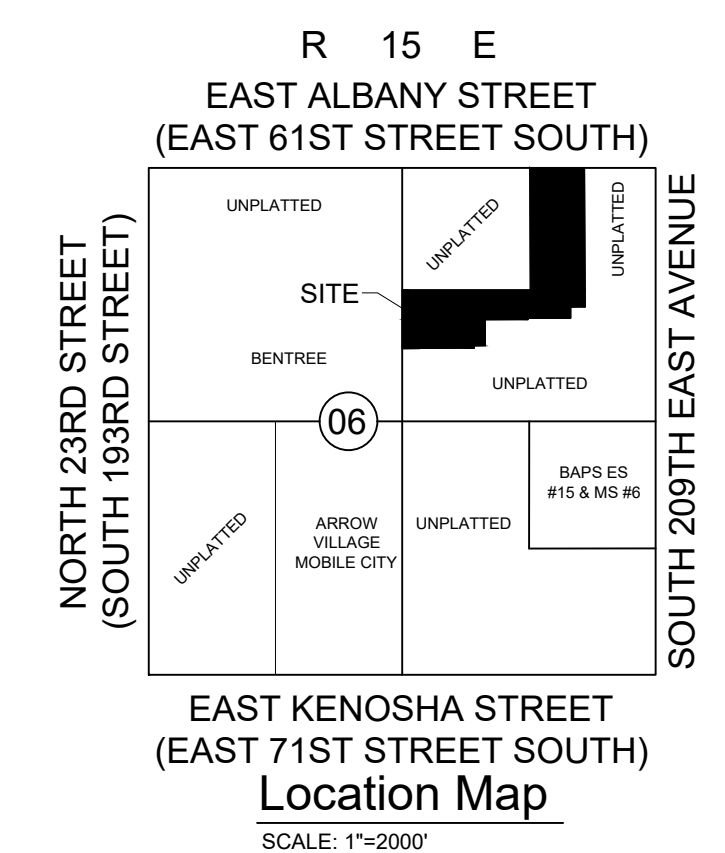 R 15 E
EAST ALBANY STREET
(EAST 61ST STREET SOUTH)
NORTH 23RD STREET
(SOUTH 193RD STREET)
UNPLATTED
UNPLATTED
UNPLATTED
SITE
BENTREE
UNPLATTED
06
UNPLATTED
ARROW
VILLAGE
MOBILE CITY
UNPLATTED
BAPS ES
#15 & MS #6
SOUTH 209TH EAST AVENUE
EAST KENOSHA STREET
(EAST 71ST STREET SOUTH)
Location Map
SCALE: 1"=2000'